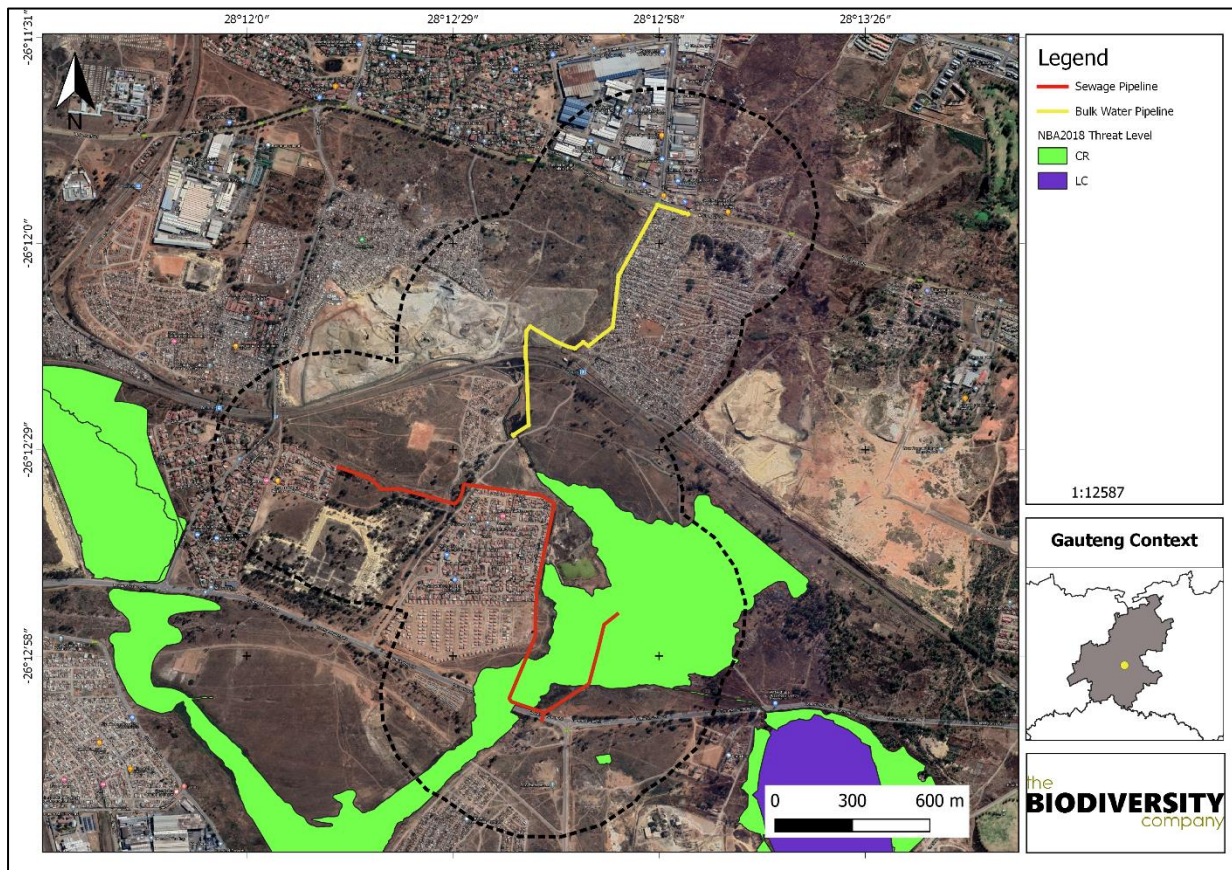 28°12′0″
28°12′29″
28°12′58″
28°13′26″
-26°11′31″
-26°12′0″
-26°12′29″
-26°12′58″
N
Legend
Sewage Pipeline
Bulk Water Pipeline
NBA2018 Threat Level
CR
LC
1:12587
Gauteng Context
0 300 600 m
the
BIODIVERSITY
company